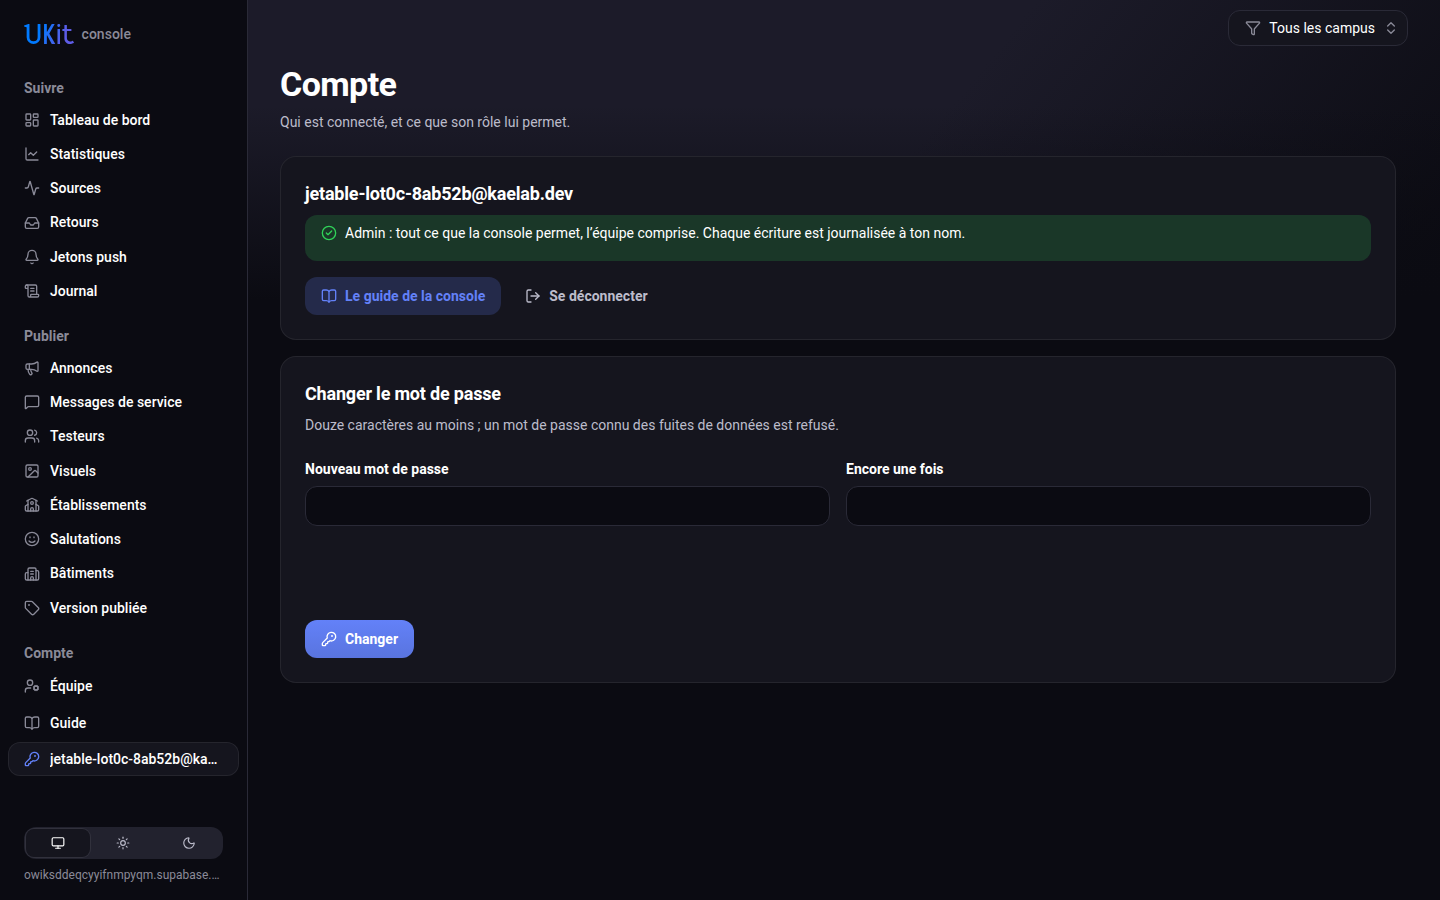 UKit console
Tous les campus
Suivre
Tableau de bord
Statistiques
Sources
Retours
Jetons push
Journal
Publier
Annonces
Messages de service
Testeurs
Visuels
Établissements
Salutations
Bâtiments
Version publiée
Compte
Équipe
Guide
jetable-lot0c-8ab52b@ka...
owiksddeqcyyifnmpyqm.supabase....
Compte
Qui est connecté, et ce que son rôle lui permet.
jetable-lot0c-8ab52b@kaelab.dev
Admin : tout ce que la console permet, l’équipe comprise. Chaque écriture est journalisée à ton nom.
Le guide de la console
Se déconnecter
Changer le mot de passe
Douze caractères au moins ; un mot de passe connu des fuites de données est refusé.
Nouveau mot de passe
Encore une fois
Changer